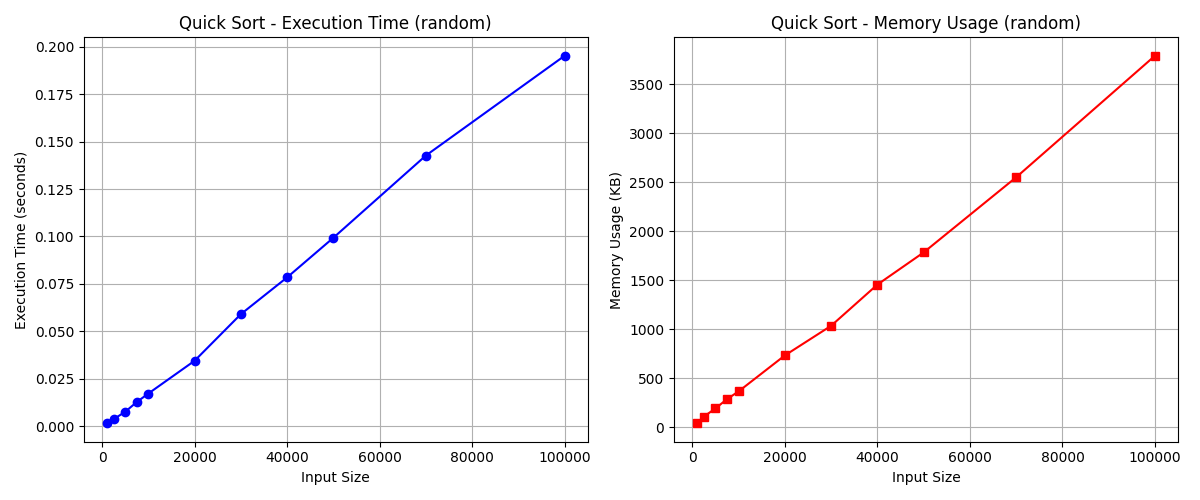 Quick Sort - Execution Time (random)
0.200
0.175
0.150
0.125
0.100
0.075
0.050
0.025
0.000
Execution Time (seconds)
0 20000 40000 60000 80000 100000
Input Size
Quick Sort - Memory Usage (random)
3500
3000
2500
2000
1500
1000
500
0
Memory Usage (KB)
0 20000 40000 60000 80000 100000
Input Size